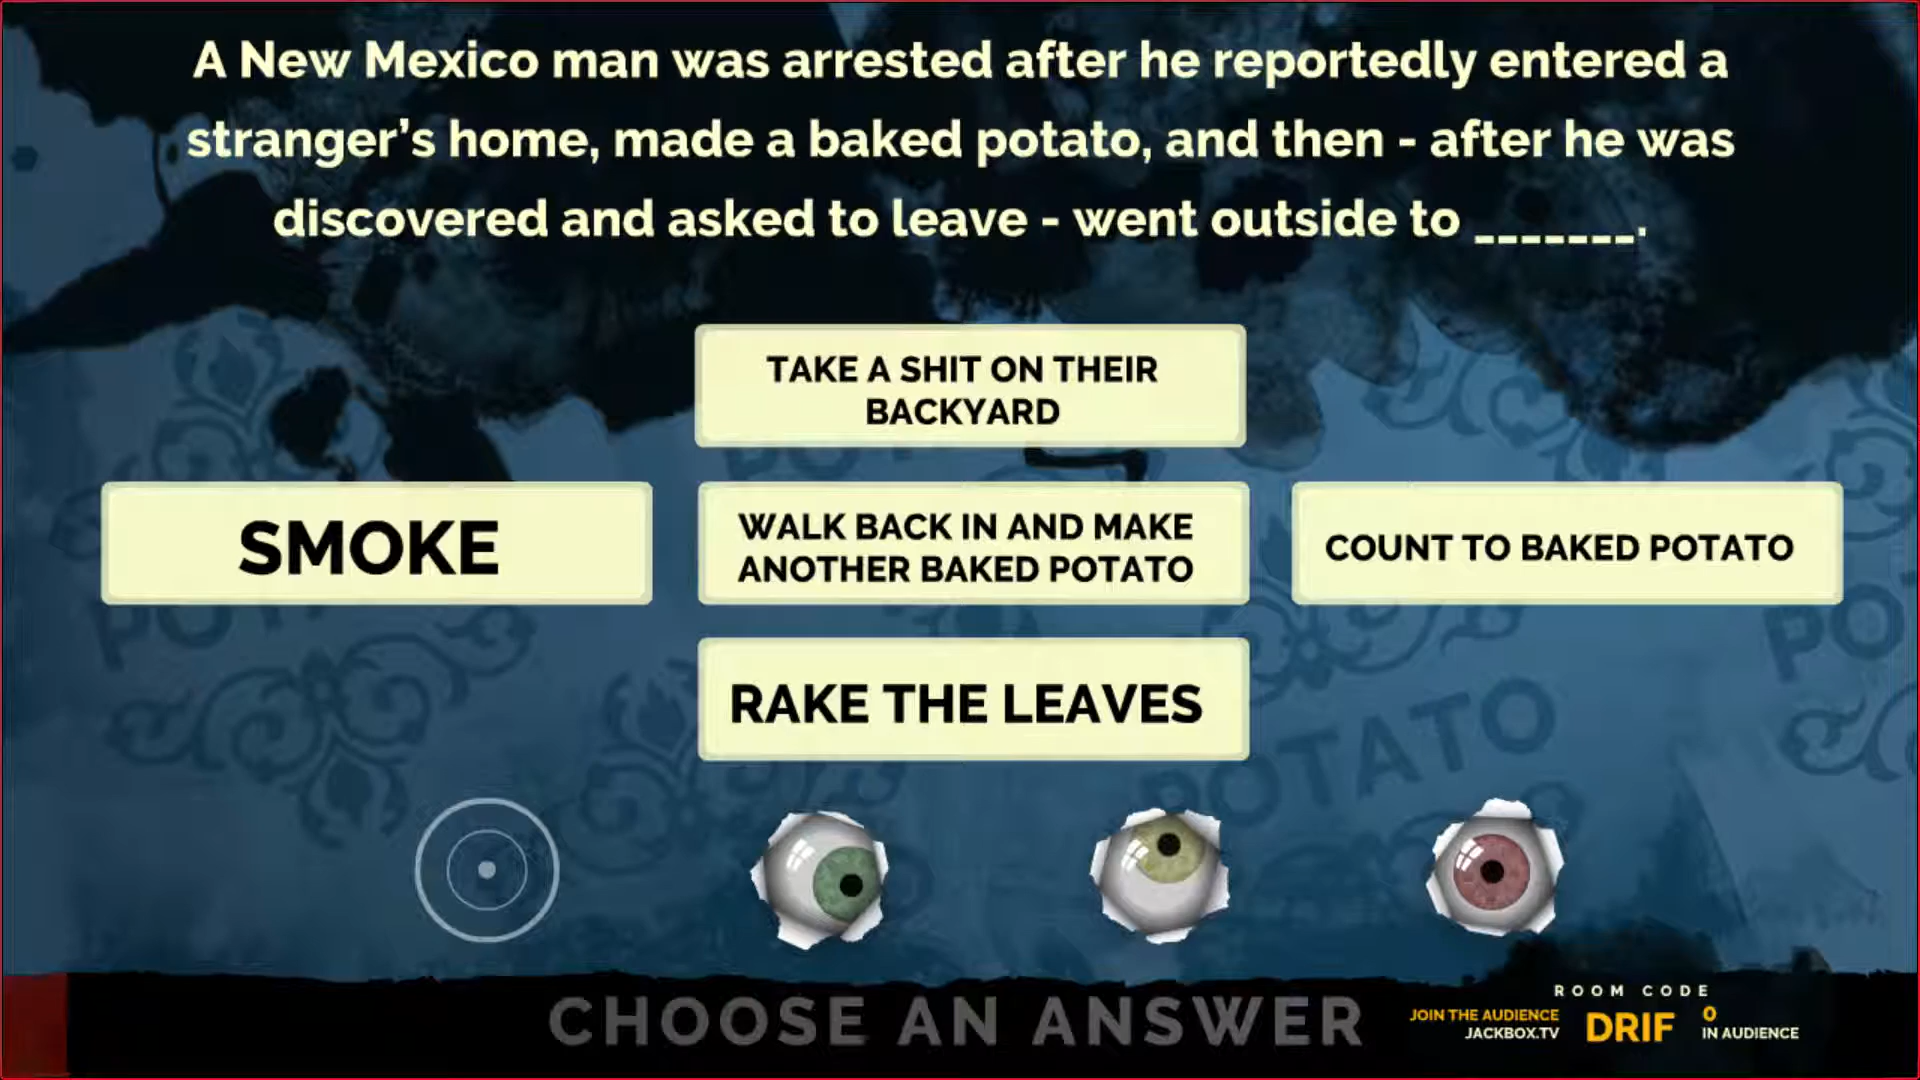 A New Mexico man was arrested after he reportedly entered a
stranger's home, made a baked potato, and then - after he was
discovered and asked to leave - went outside to _______.
TAKE A SHIT ON THEIR
BACKYARD
SMOKE
WALK BACK IN AND MAKE
ANOTHER BAKED POTATO
COUNT TO BAKED POTATO
RAKE THE LEAVES
POTATO
CHOOSE AN ANSWER
ROOM CODE
JOIN THE AUDIENCE
JACKBOX.TV
DRIF
0
IN AUDIENCE